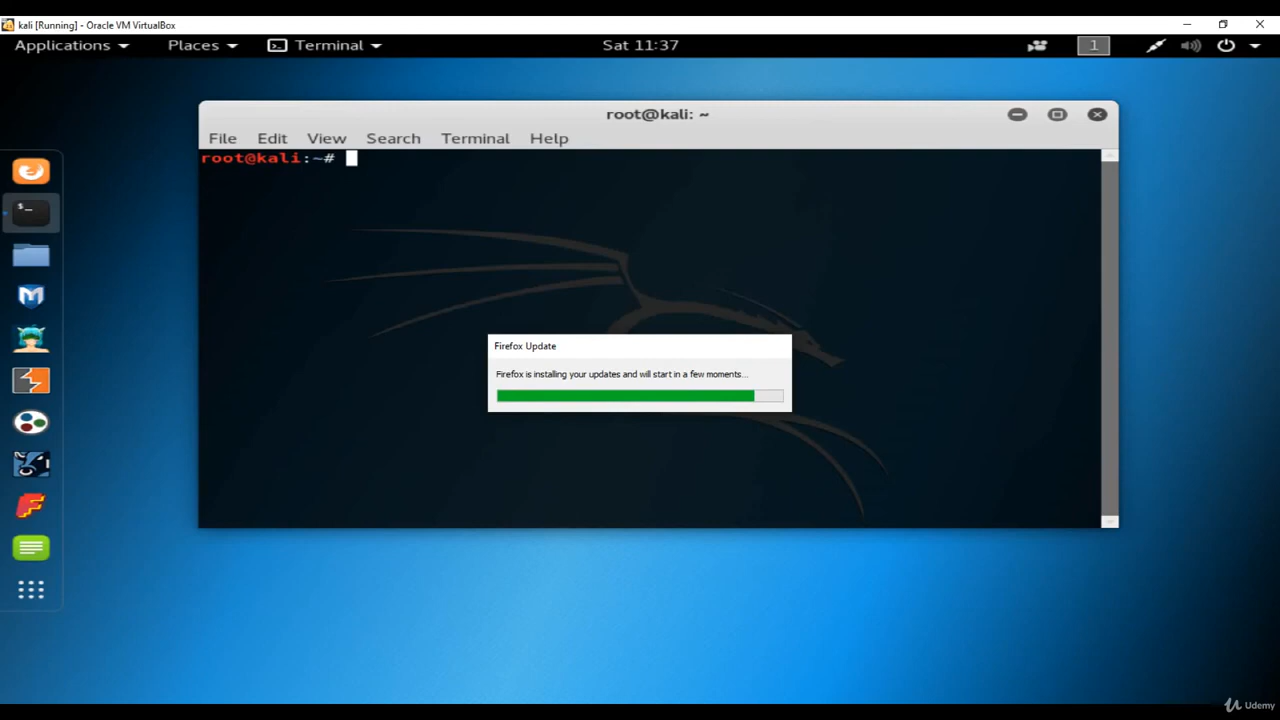 kali [Running] - Oracle VM VirtualBox
Applications Places Terminal Sat 11:37 1
root@kali: ~
File Edit View Search Terminal Help
root@kali:~#
Firefox Update
Firefox is installing your updates and will start in a few moments...
Udemy